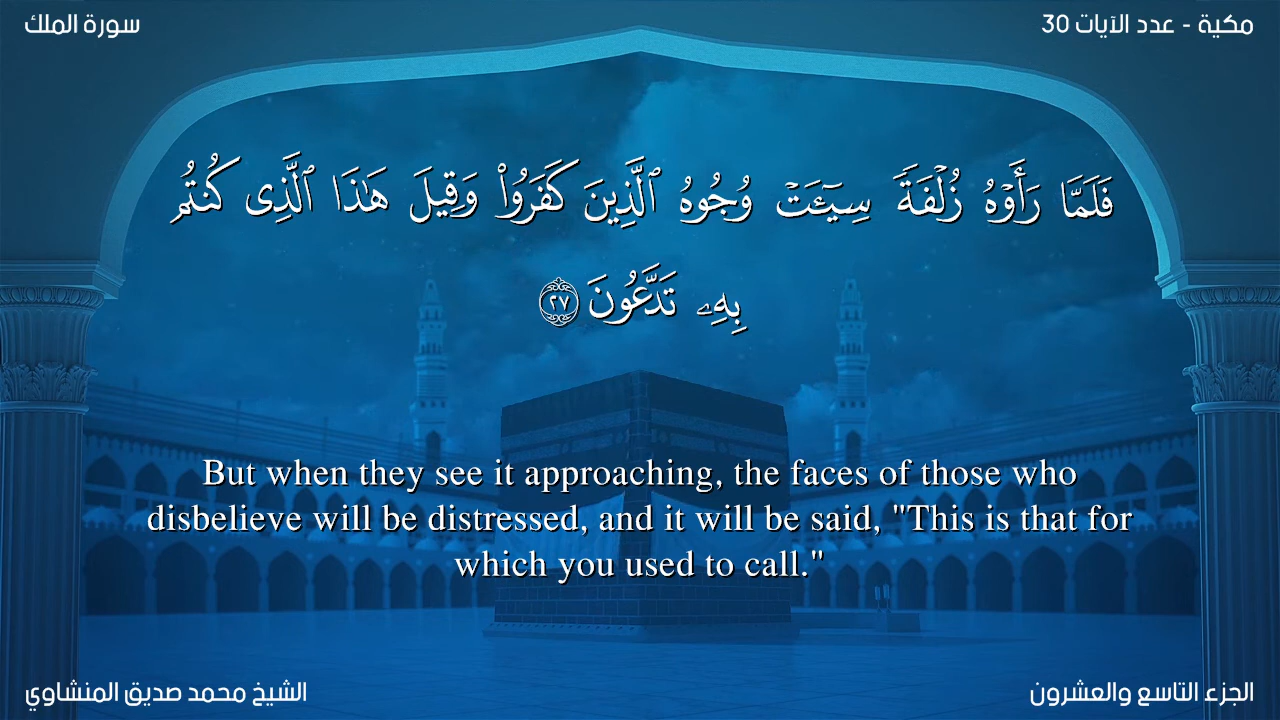 مكية - عدد الآيات 30
سورة الملك
فَلَمَّا رَأَوْهُ زُلْفَةً سِيٓـَٔتْ وُجُوهُ ٱلَّذِينَ كَفَرُوا۟ وَقِيلَ هَٰذَا ٱلَّذِى كُنتُم
بِهِۦ تَدَّعُونَ ٢٧
But when they see it approaching, the faces of those who
disbelieve will be distressed, and it will be said, "This is that for
which you used to call."
الجزء التاسع والعشرون
الشيخ محمد صديق المنشاوي